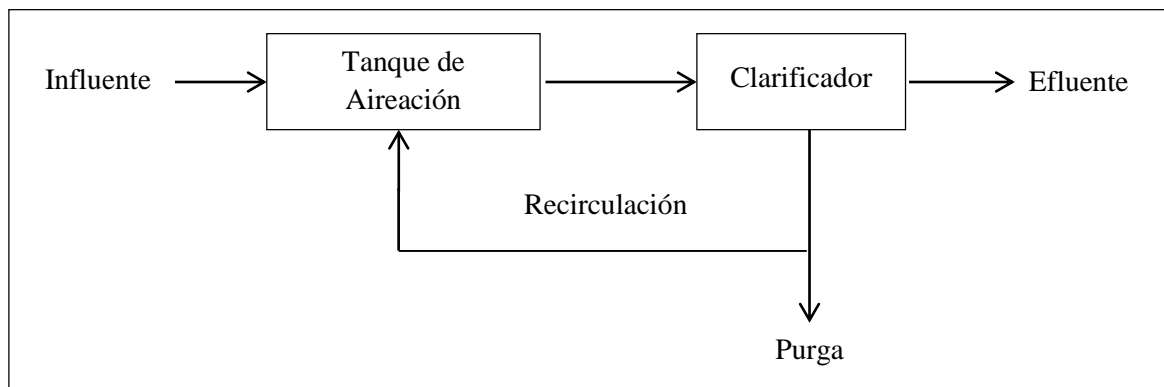 Influente
Tanque de
Aireación
Clarificador
Efluente
Recirculación
Purga